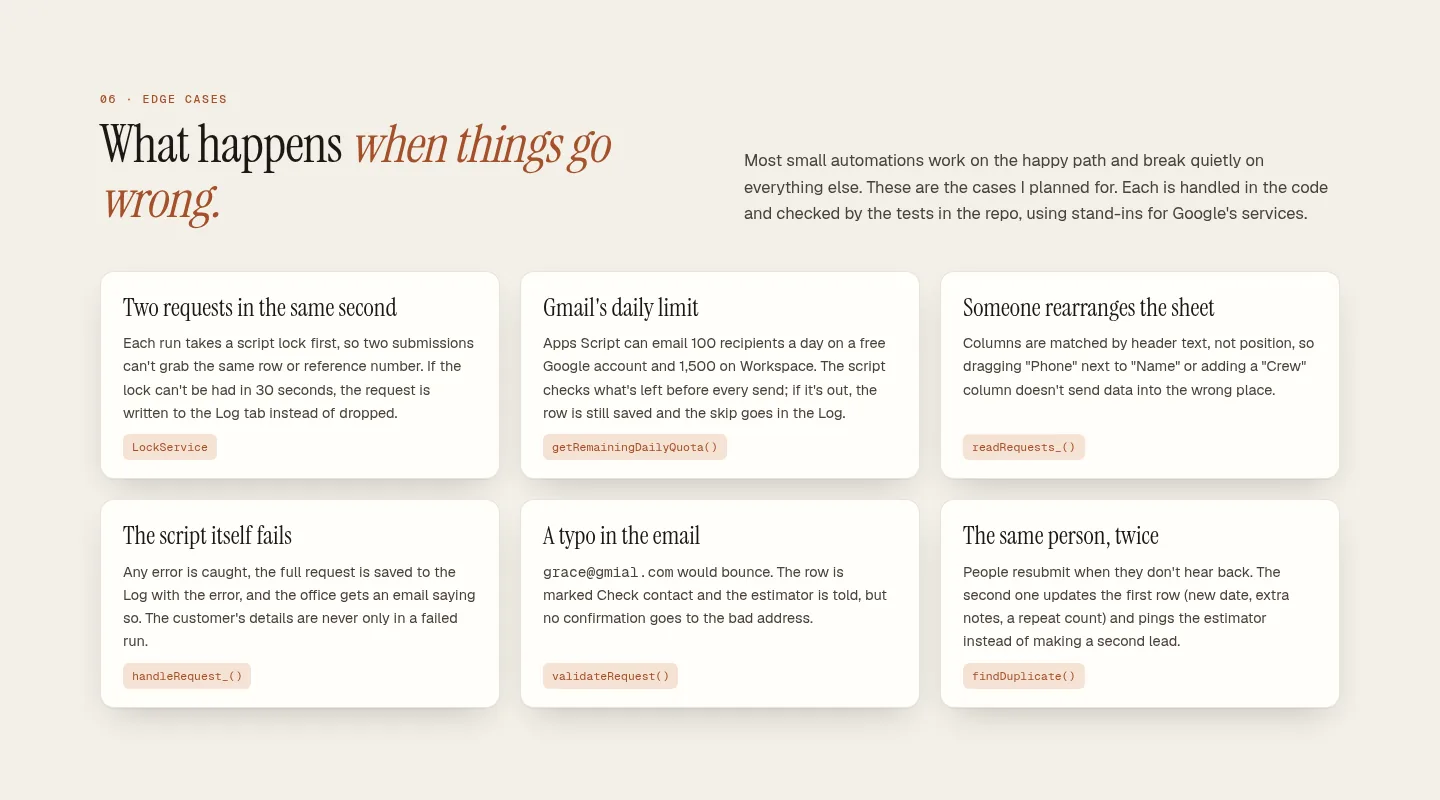 06 · EDGE CASES
What happens when things go
wrong.
Most small automations work on the happy path and break quietly on
everything else. These are the cases I planned for. Each is handled in the code
and checked by the tests in the repo, using stand-ins for Google's services.
Two requests in the same second
Each run takes a script lock first, so two submissions
can't grab the same row or reference number. If the
lock can't be had in 30 seconds, the request is
written to the Log tab instead of dropped.
LockService
Gmail's daily limit
Apps Script can email 100 recipients a day on a free
Google account and 1,500 on Workspace. The script
checks what's left before every send; if it's out, the
row is still saved and the skip goes in the Log.
getRemainingDailyQuota()
Someone rearranges the sheet
Columns are matched by header text, not position, so
dragging "Phone" next to "Name" or adding a "Crew"
column doesn't send data into the wrong place.
readRequests_()
The script itself fails
Any error is caught, the full request is saved to the
Log with the error, and the office gets an email saying
so. The customer's details are never only in a failed
run.
handleRequest_()
A typo in the email
grace@gmial.com would bounce. The row is
marked Check contact and the estimator is told, but
no confirmation goes to the bad address.
validateRequest()
The same person, twice
People resubmit when they don't hear back. The
second one updates the first row (new date, extra
notes, a repeat count) and pings the estimator
instead of making a second lead.
findDuplicate()